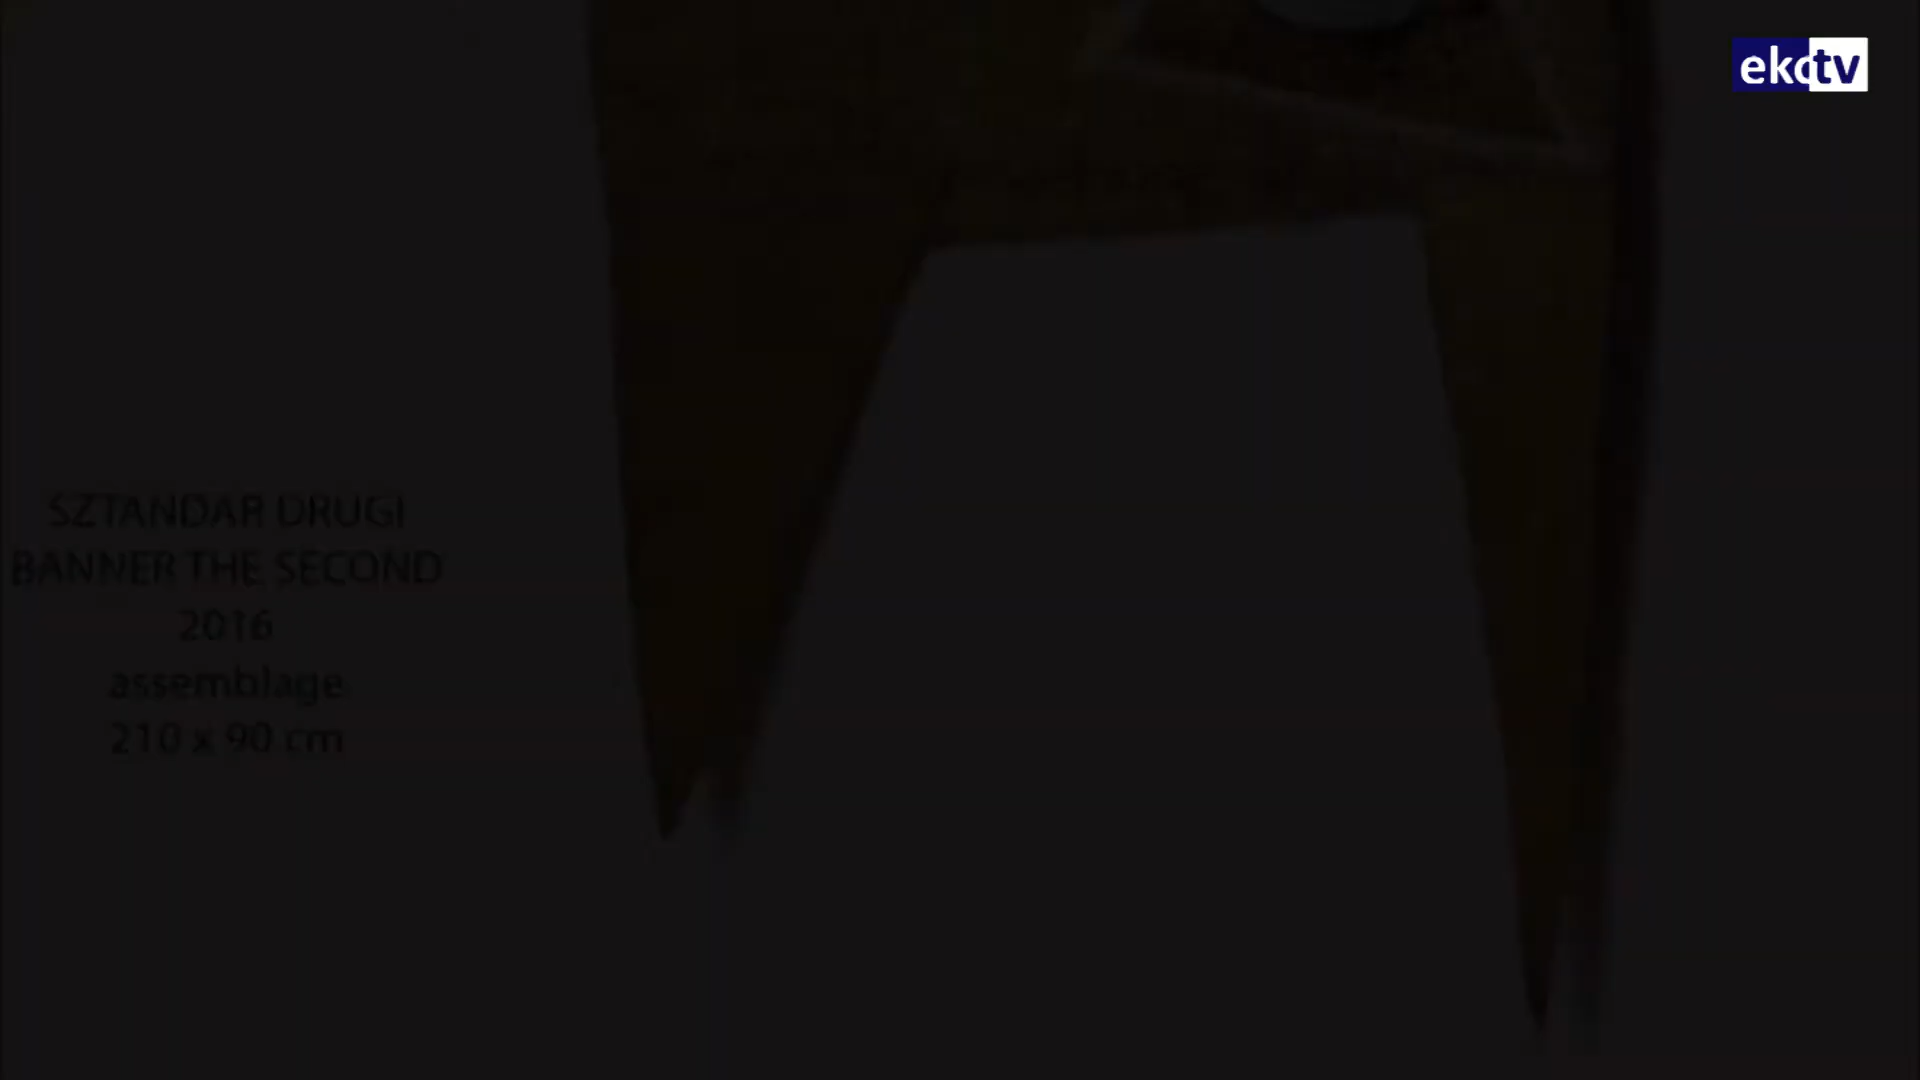 ekotv
SZTANDAR DRUGI
BANNER THE SECOND
2016
assemblage
210 x 90 cm